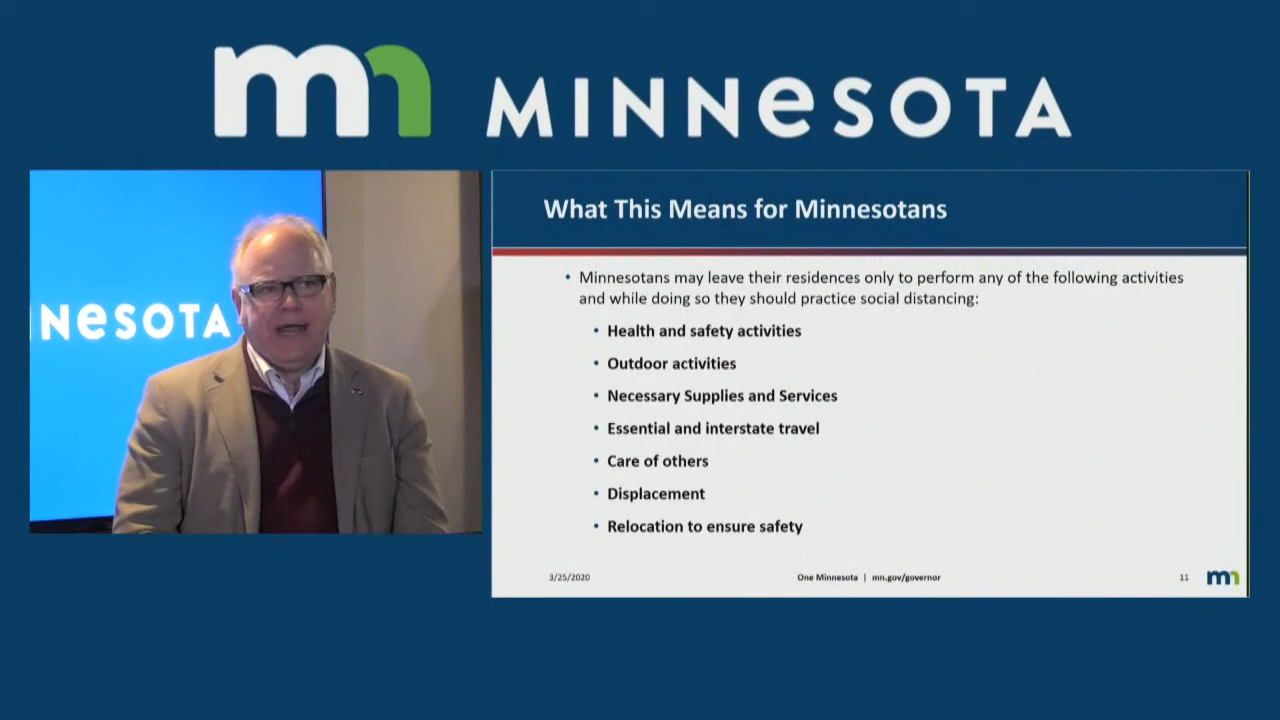 mn MINNeSOTA
NeSOTA
What This Means for Minnesotans
• Minnesotans may leave their residences only to perform any of the following activities
and while doing so they should practice social distancing:
• Health and safety activities
• Outdoor activities
• Necessary Supplies and Services
• Essential and interstate travel
• Care of others
• Displacement
• Relocation to ensure safety
3/25/2020 One Minnesota | mn.gov/governor 11 mn